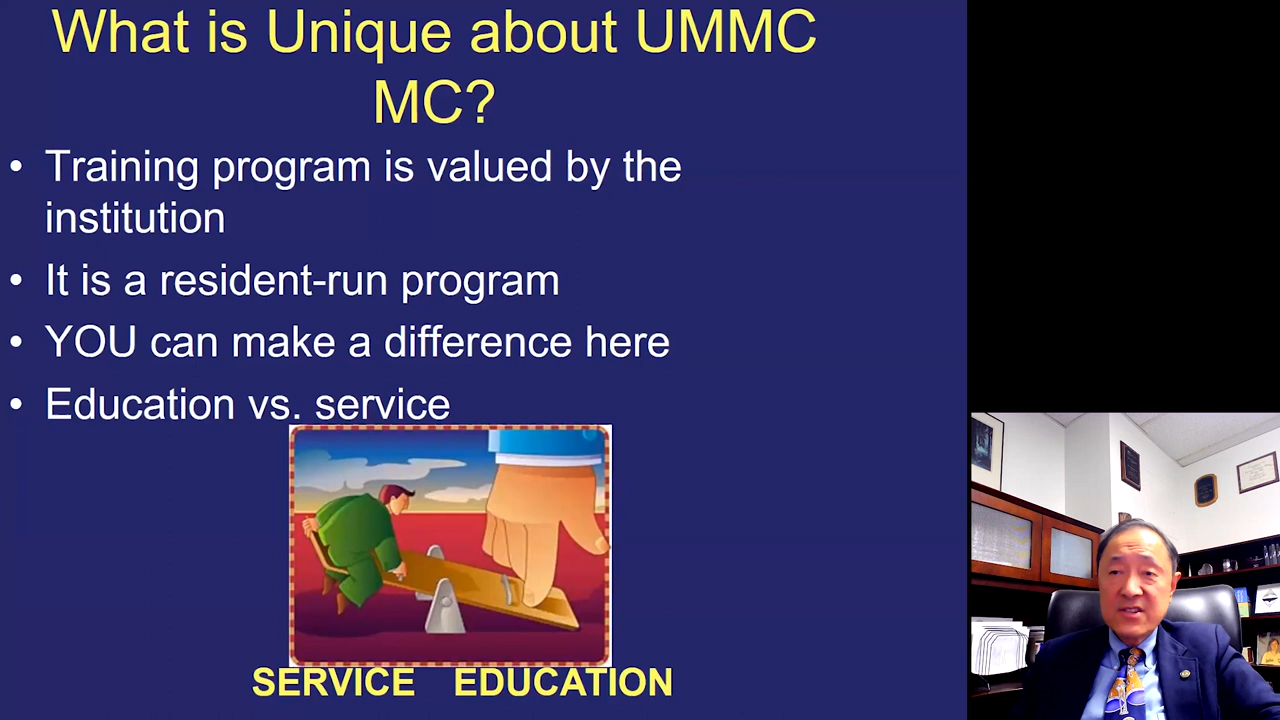 What is Unique about UMMC
MC?
• Training program is valued by the
institution
• It is a resident-run program
• YOU can make a difference here
• Education vs. service
SERVICE EDUCATION